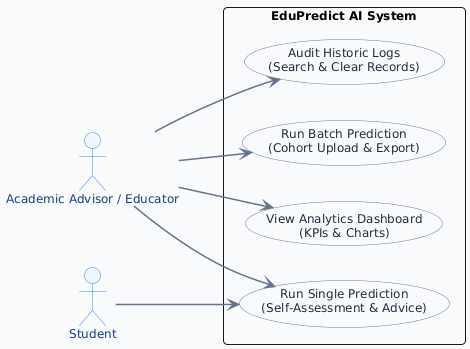 EduPredict AI System
Audit Historic Logs
(Search & Clear Records)
Run Batch Prediction
(Cohort Upload & Export)
Academic Advisor / Educator
View Analytics Dashboard
(KPIs & Charts)
Run Single Prediction
(Self-Assessment & Advice)
Student